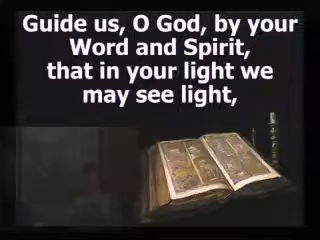 Guide us, O God, by your
Word and Spirit,
that in your light we
may see light,